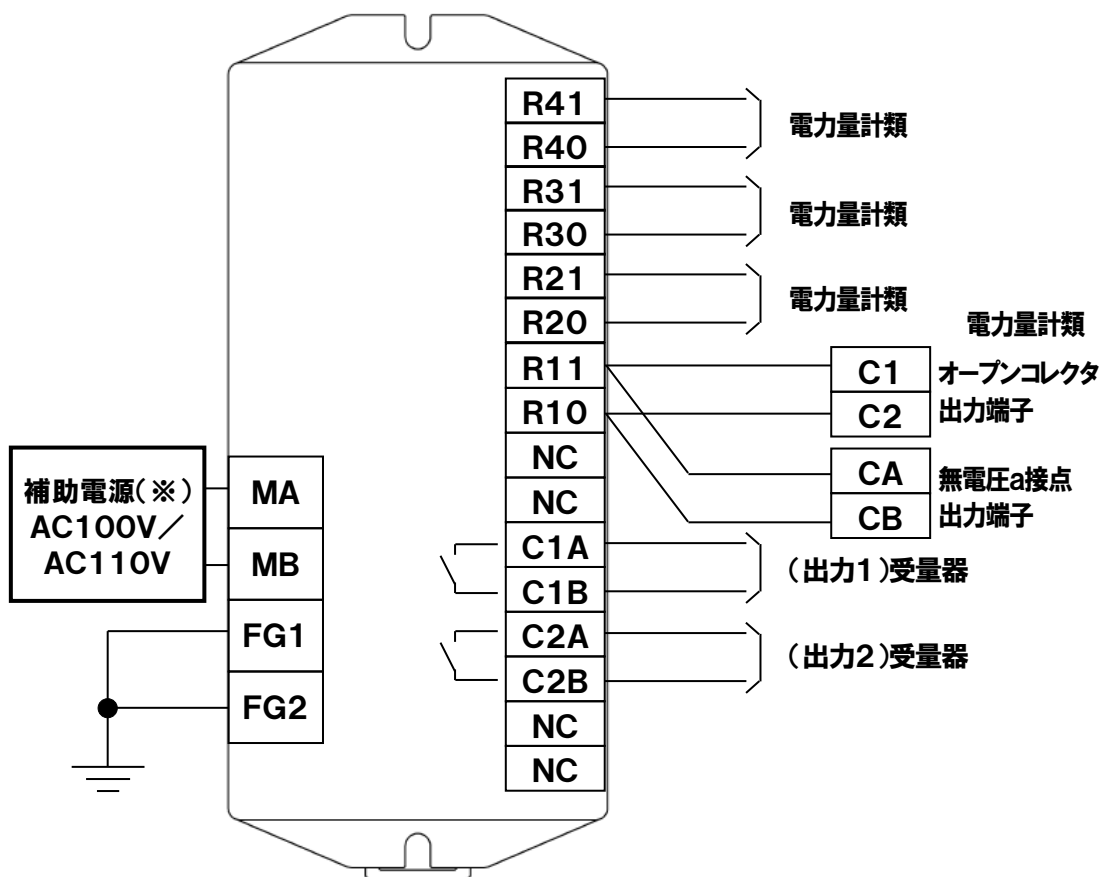 R41
R40
電力量計類
R31
R30
電力量計類
R21
R20
電力量計類
電力量計類
R11
R10
C1
C2
オープンコレクタ
出力端子
CA
CB
無電圧a接点
出力端子
NC
NC
C1A
C1B
(出力1)受量器
C2A
C2B
(出力2)受量器
NC
NC
補助電源(※)
AC100V/
AC110V
MA
MB
FG1
FG2